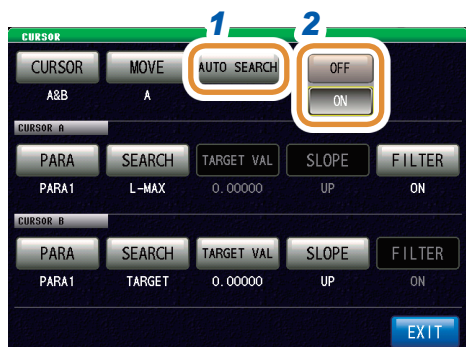 1 2
CURSOR
CURSOR MOVE AUTO SEARCH OFF
A&B A ON
CURSOR A
PARA SEARCH TARGET VAL SLOPE FILTER
PARA1 L-MAX 0.00000 UP ON
CURSOR B
PARA SEARCH TARGET VAL SLOPE FILTER
PARA1 TARGET 0.00000 UP ON
EXIT